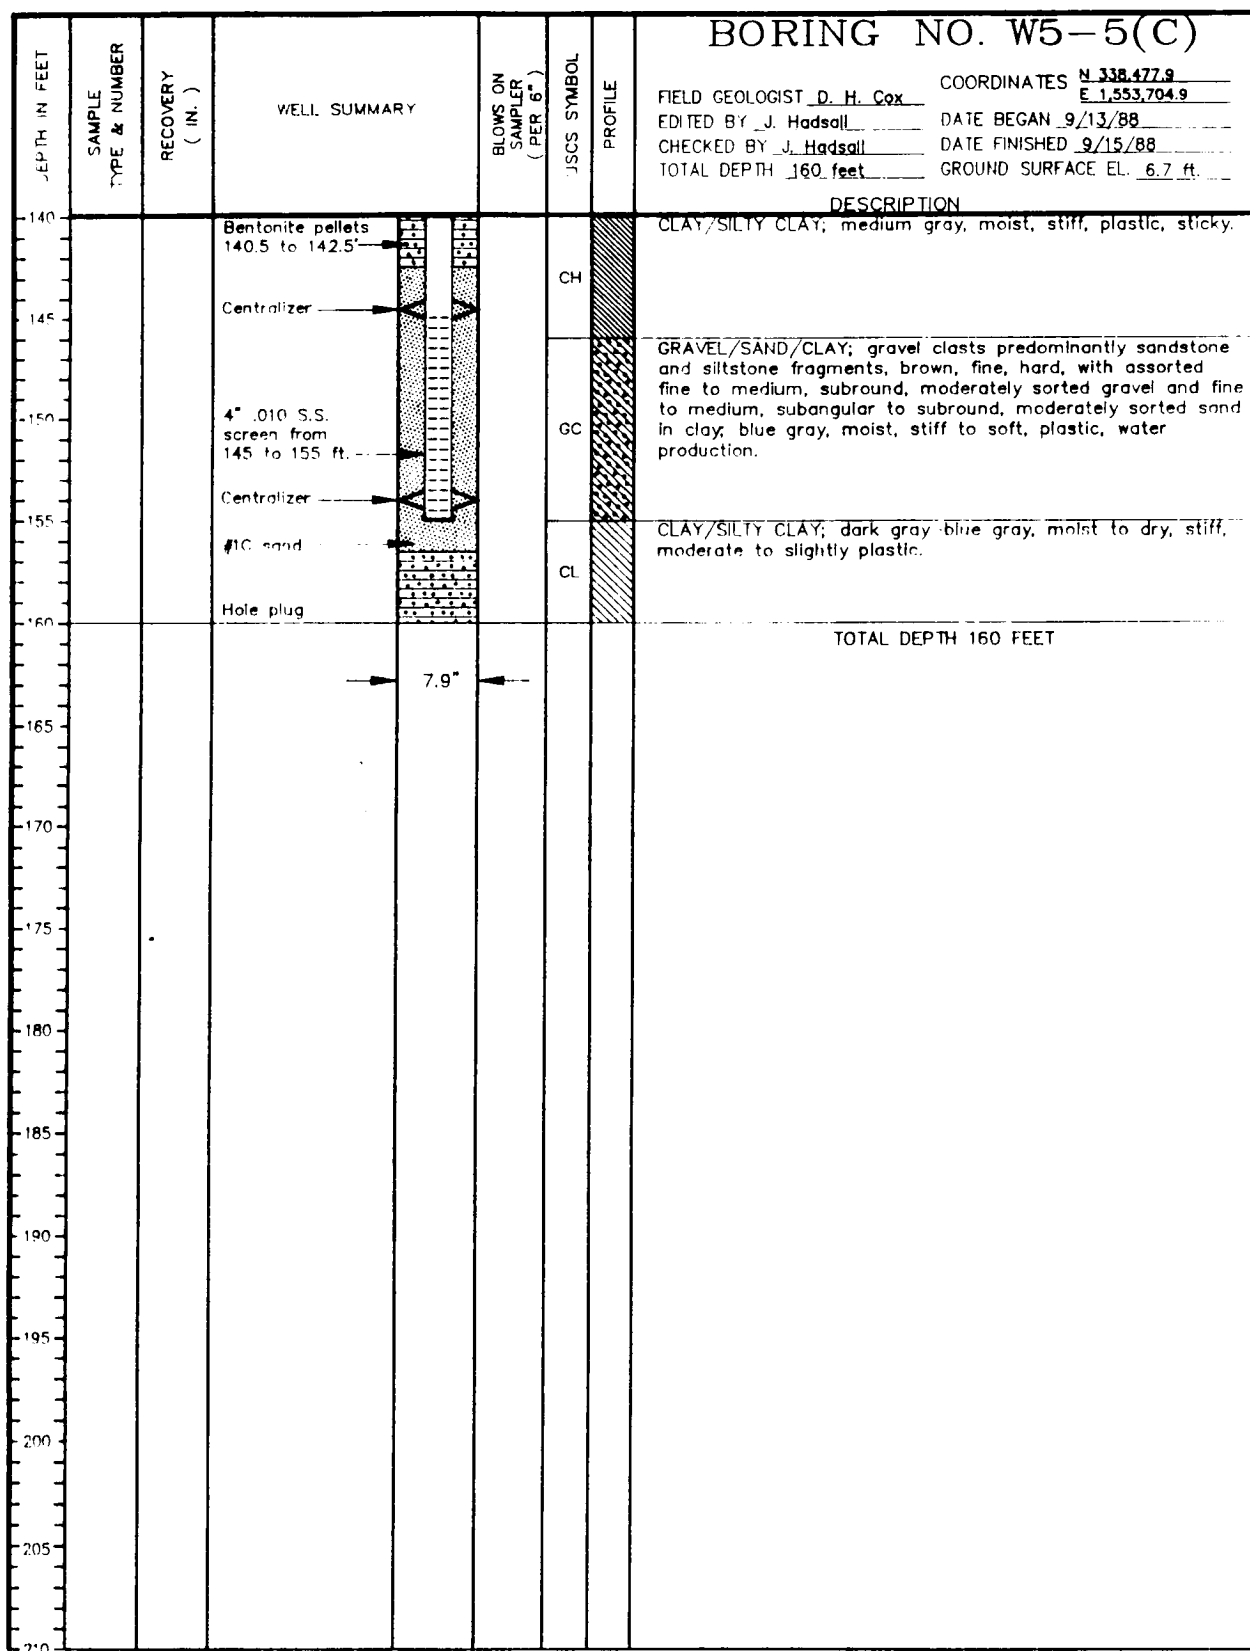 BORING NO. W5-5(C)
DEPTH IN FEET
SAMPLE
TYPE & NUMBER
RECOVERY
( IN. )
WELL SUMMARY
BLOWS ON
SAMPLER
( PER 6" )
USCS SYMBOL
PROFILE
FIELD GEOLOGIST D. H. Cox
EDITED BY J. Hadsall
CHECKED BY J. Hadsall
TOTAL DEPTH 160 feet
COORDINATES N 338,477.9
E 1,553,704.9
DATE BEGAN 9/13/88
DATE FINISHED 9/15/88
GROUND SURFACE EL. 6.7 ft.
DESCRIPTION
140
Bentonite pellets
140.5 to 142.5'
CLAY/SILTY CLAY; medium gray, moist, stiff, plastic, sticky.
CH
Centralizer
145
GRAVEL/SAND/CLAY; gravel clasts predominantly sandstone
and siltstone fragments, brown, fine, hard, with assorted
fine to medium, subround, moderately sorted gravel and fine
to medium, subangular to subround, moderately sorted sand
in clay; blue gray, moist, stiff to soft, plastic, water
production.
150
4" .010 S.S.
screen from
145 to 155 ft.
GC
Centralizer
155
CLAY/SILTY CLAY; dark gray-blue gray, moist to dry, stiff,
moderate to slightly plastic.
#1C sand
CL
Hole plug
160
TOTAL DEPTH 160 FEET
7.9"
165
170
175
180
185
190
195
200
205
210